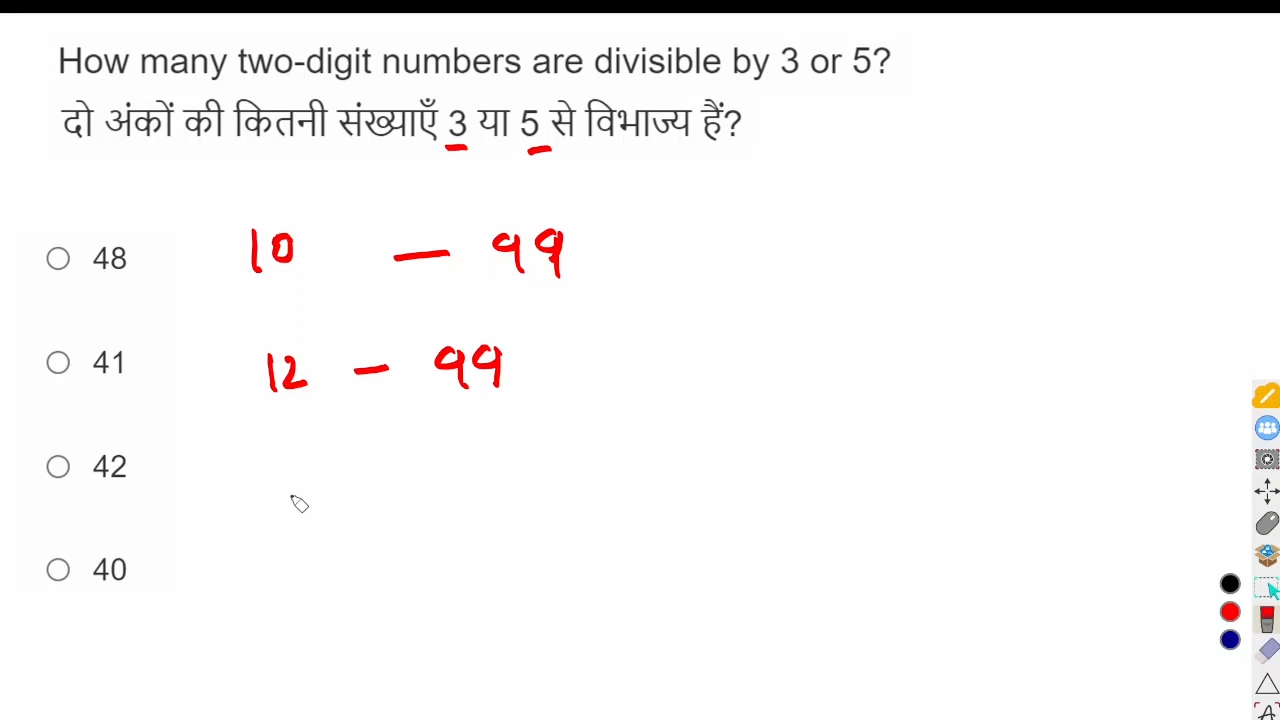 How many two-digit numbers are divisible by 3 or 5?
दो अंकों की कितनी संख्याएँ 3 या 5 से विभाज्य हैं?
48
10 — 99
41
12 - 99
42
40